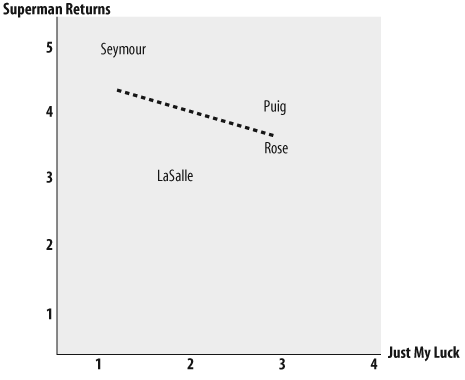 Superman Returns
5
Seymour
4
Puig
Rose
3
LaSalle
2
1
Just My Luck
1 2 3 4